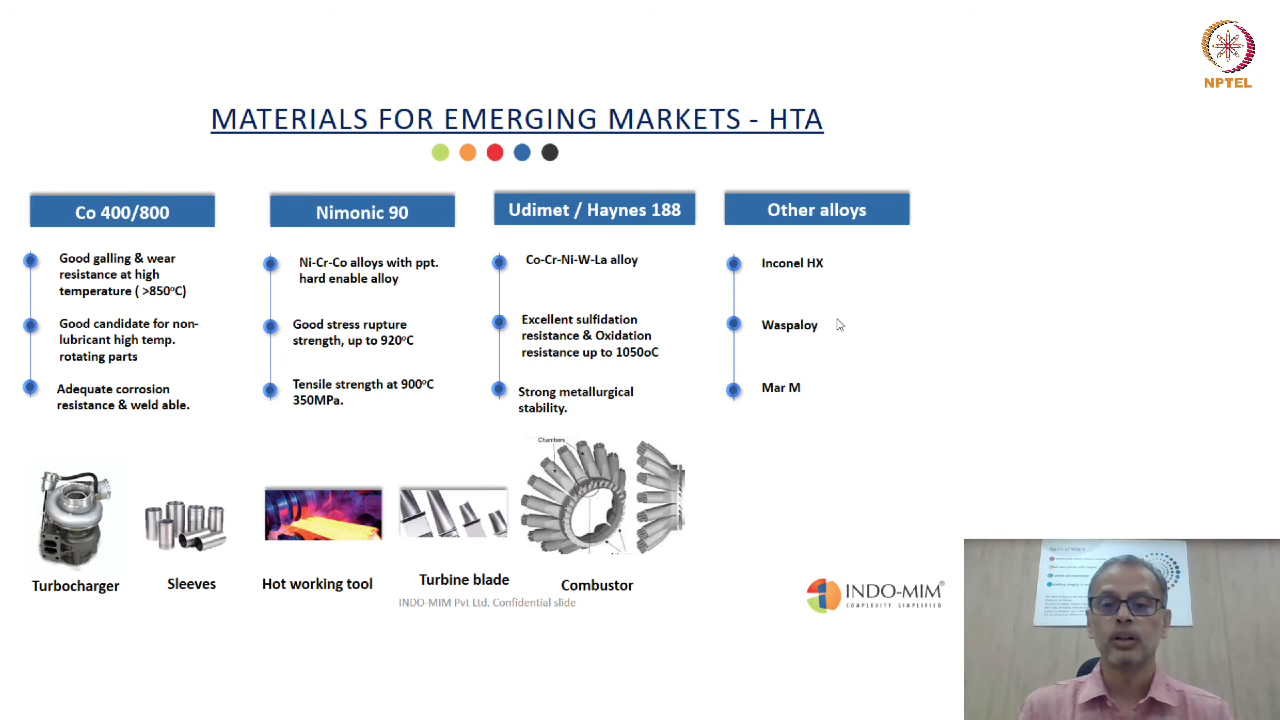 NPTEL
MATERIALS FOR EMERGING MARKETS - HTA
Co 400/800
Good galling & wear
resistance at high
temperature ( >850°C)
Good candidate for non-
lubricant high temp.
rotating parts
Adequate corrosion
resistance & weld able.
Turbocharger
Sleeves
Nimonic 90
Ni-Cr-Co alloys with ppt.
hard enable alloy
Good stress rupture
strength, up to 920°C
Tensile strength at 900°C
350MPa.
Hot working tool
Turbine blade
Udimet / Haynes 188
Co-Cr-Ni-W-La alloy
Excellent sulfidation
resistance & Oxidation
resistance up to 1050oC
Strong metallurgical
stability.
Chambers
Combustor
Other alloys
Inconel HX
Waspaloy
Mar M
INDO-MIM Pvt Ltd. Confidential slide
INDO-MIM®
COMPLEXITY SIMPLIFIED